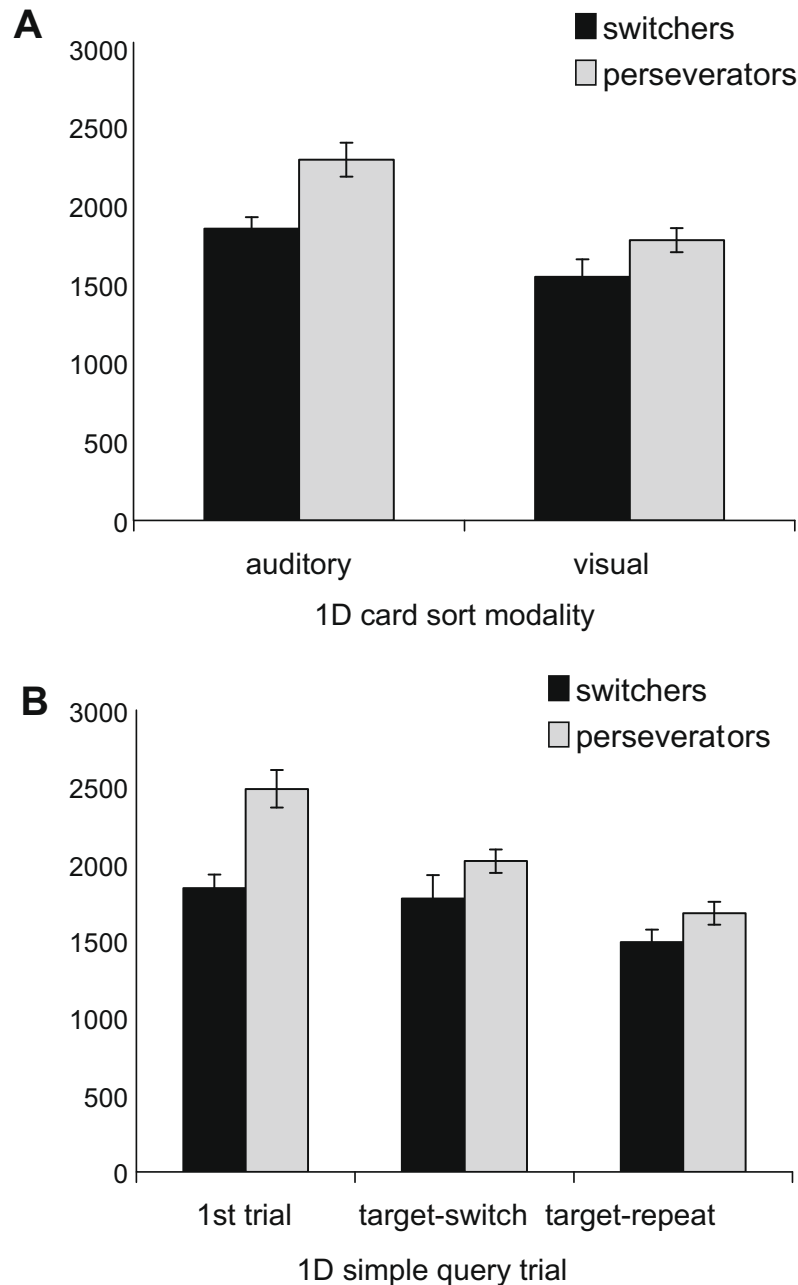 A
switchers
perseverators
3000
2500
2000
1500
1000
500
0
auditory visual
1D card sort modality
B
switchers
perseverators
3000
2500
2000
1500
1000
500
0
1st trial target-switch target-repeat
1D simple query trial